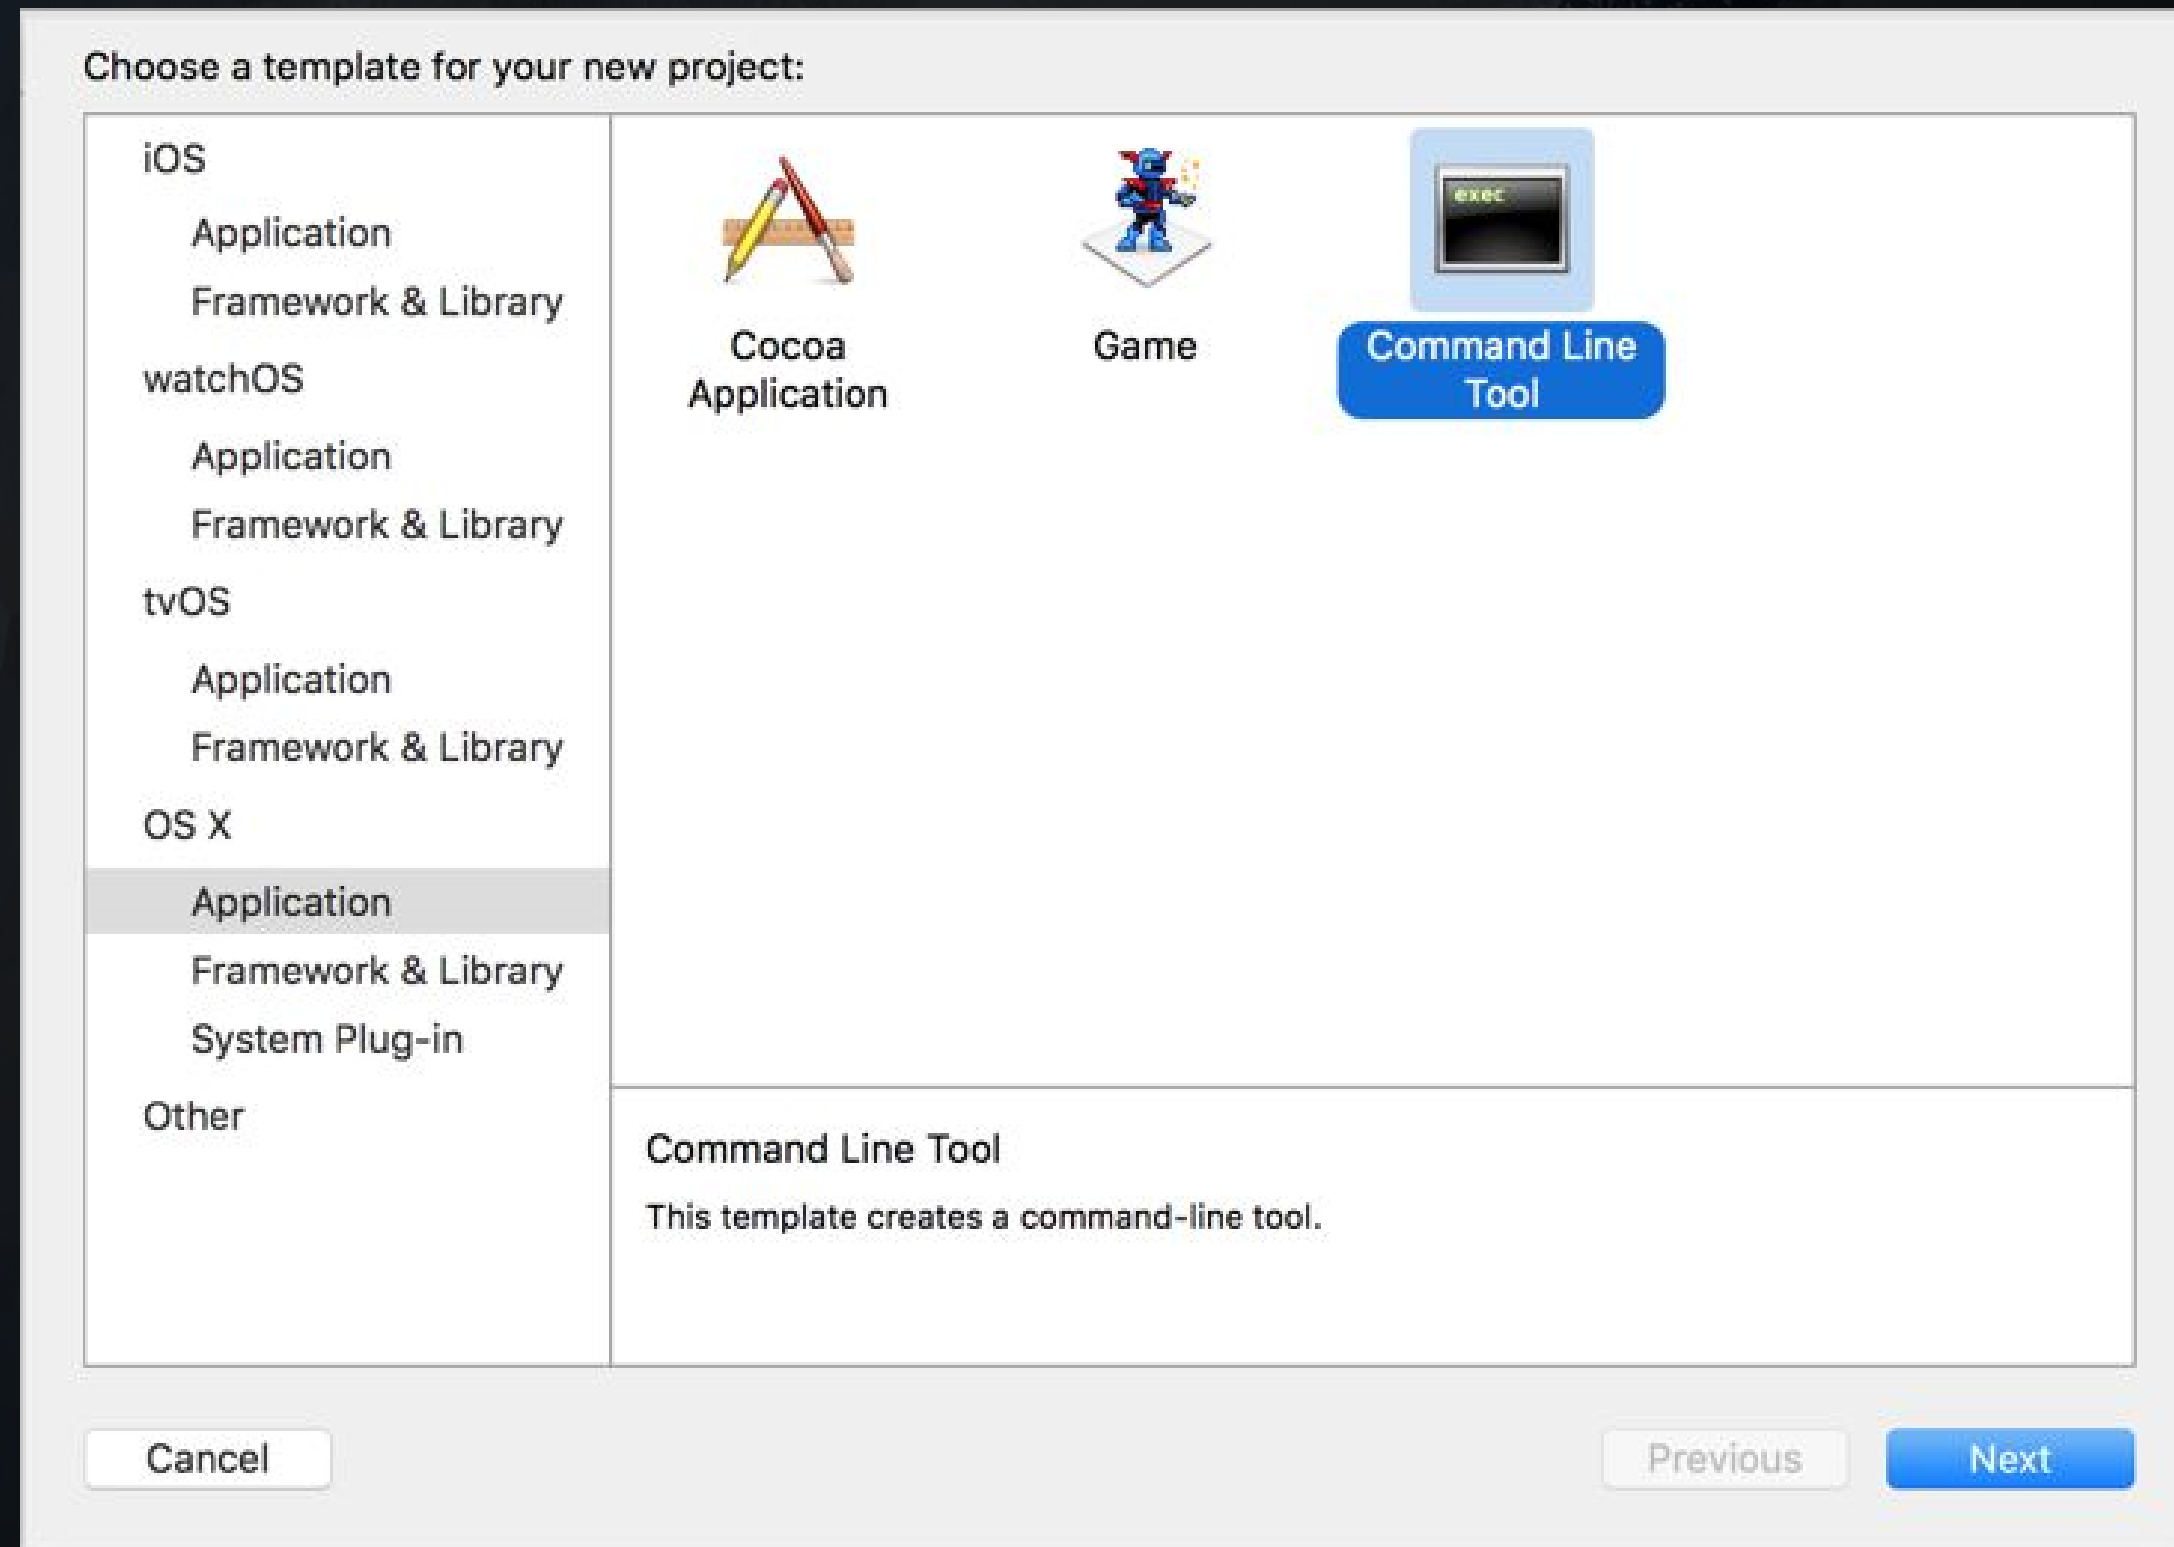 Choose a template for your new project:
iOS
Application
Framework & Library
watchOS
Application
Framework & Library
tvOS
Application
Framework & Library
OS X
Application
Framework & Library
System Plug-in
Other
Cocoa
Application
Game
exec
Command Line
Tool
Command Line Tool
This template creates a command-line tool.
Cancel
Previous
Next